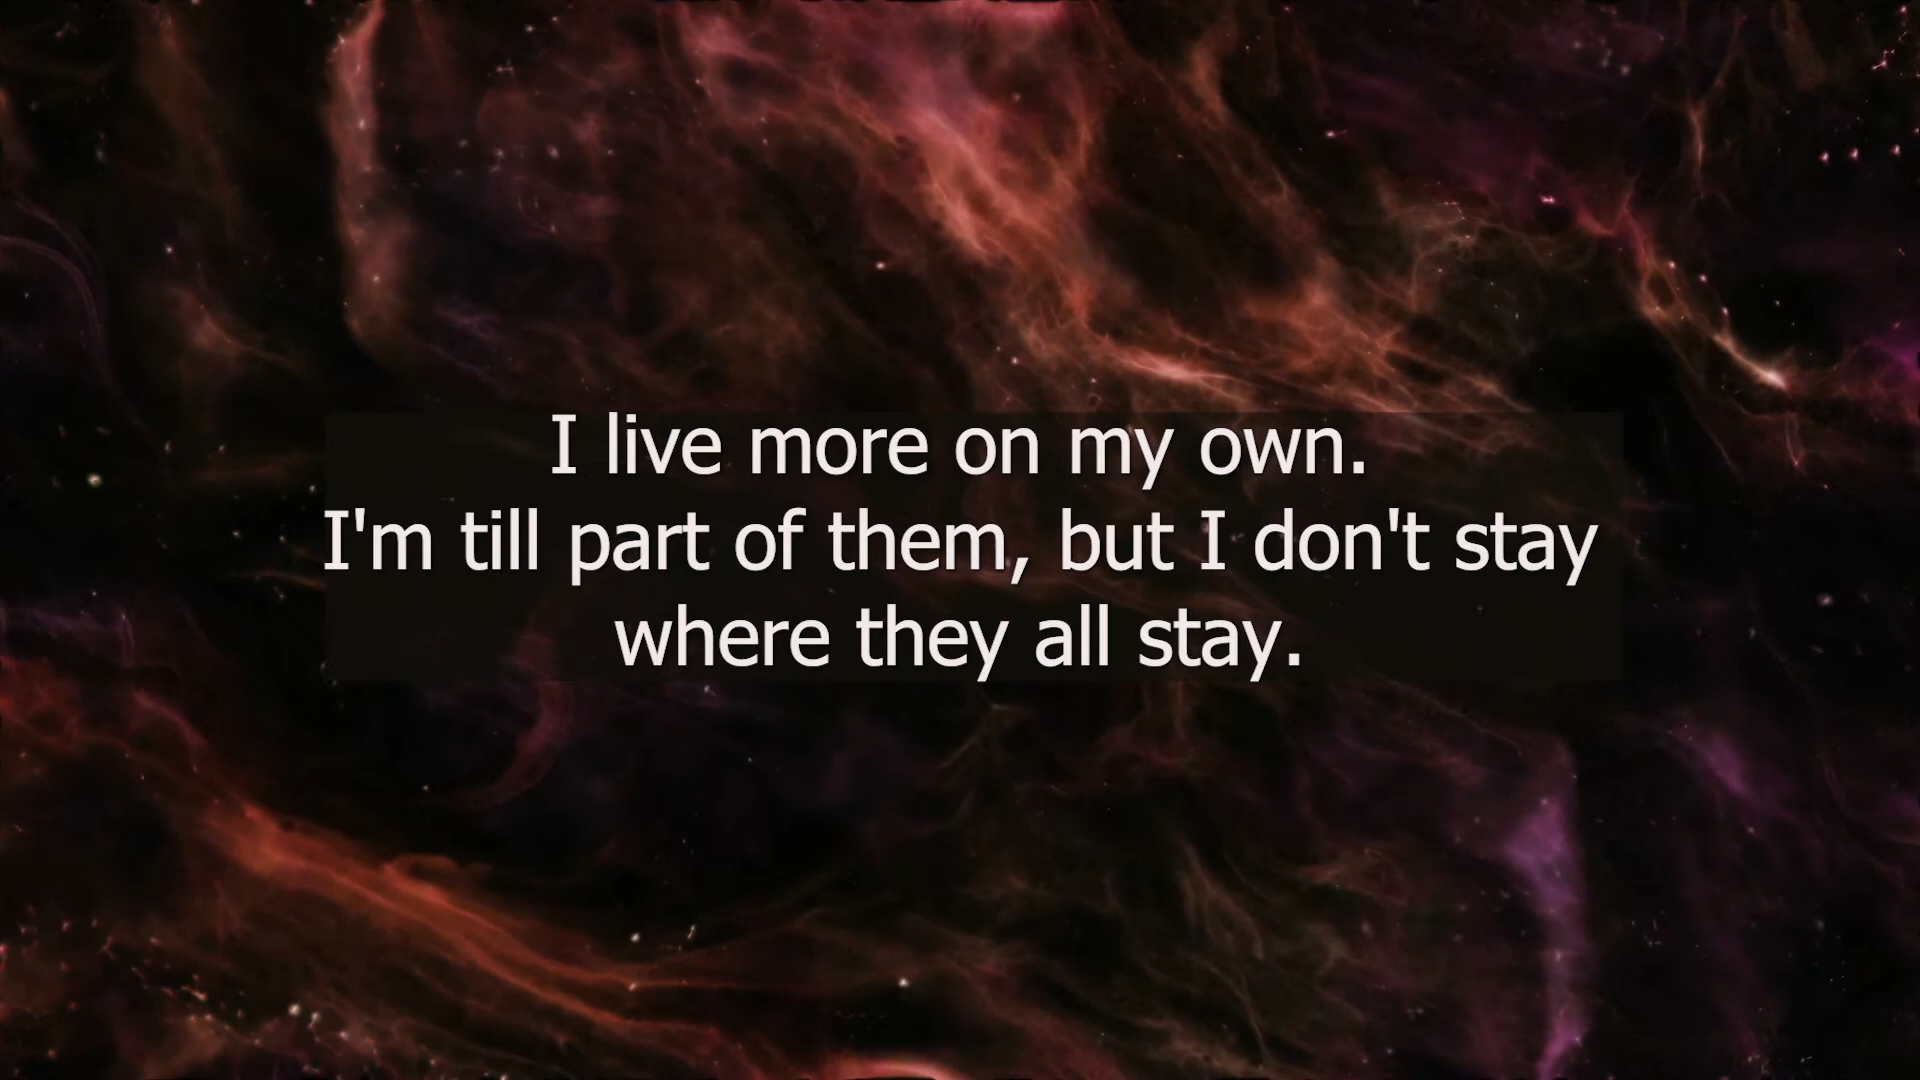 I live more on my own.
I'm till part of them, but I don't stay
where they all stay.